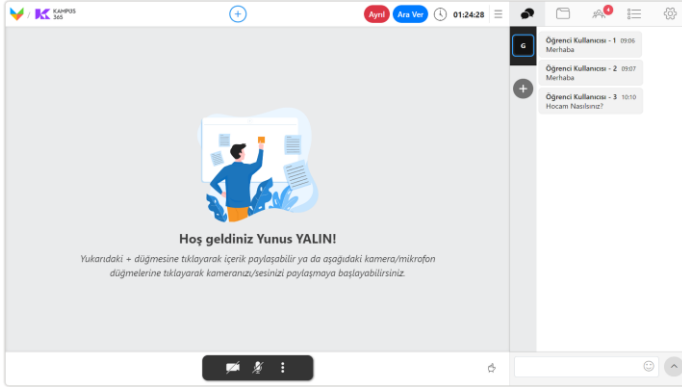 K KAMPÜS
365
Ayrıl
Ara Ver
01:24:28
G
Öğrenci Kullanıcısı - 1 09:06
Merhaba
Öğrenci Kullanıcısı - 2 09:07
Merhaba
Öğrenci Kullanıcısı - 3 10:10
Hocam Nasılsınız?
Hoş geldiniz Yunus YALIN!
Yukarıdaki + düğmesine tıklayarak içerik paylaşabilir ya da aşağıdaki kamera/mikrofon
düğmelerine tıklayarak kameranızı/sesinizi paylaşmaya başlayabilirsiniz.